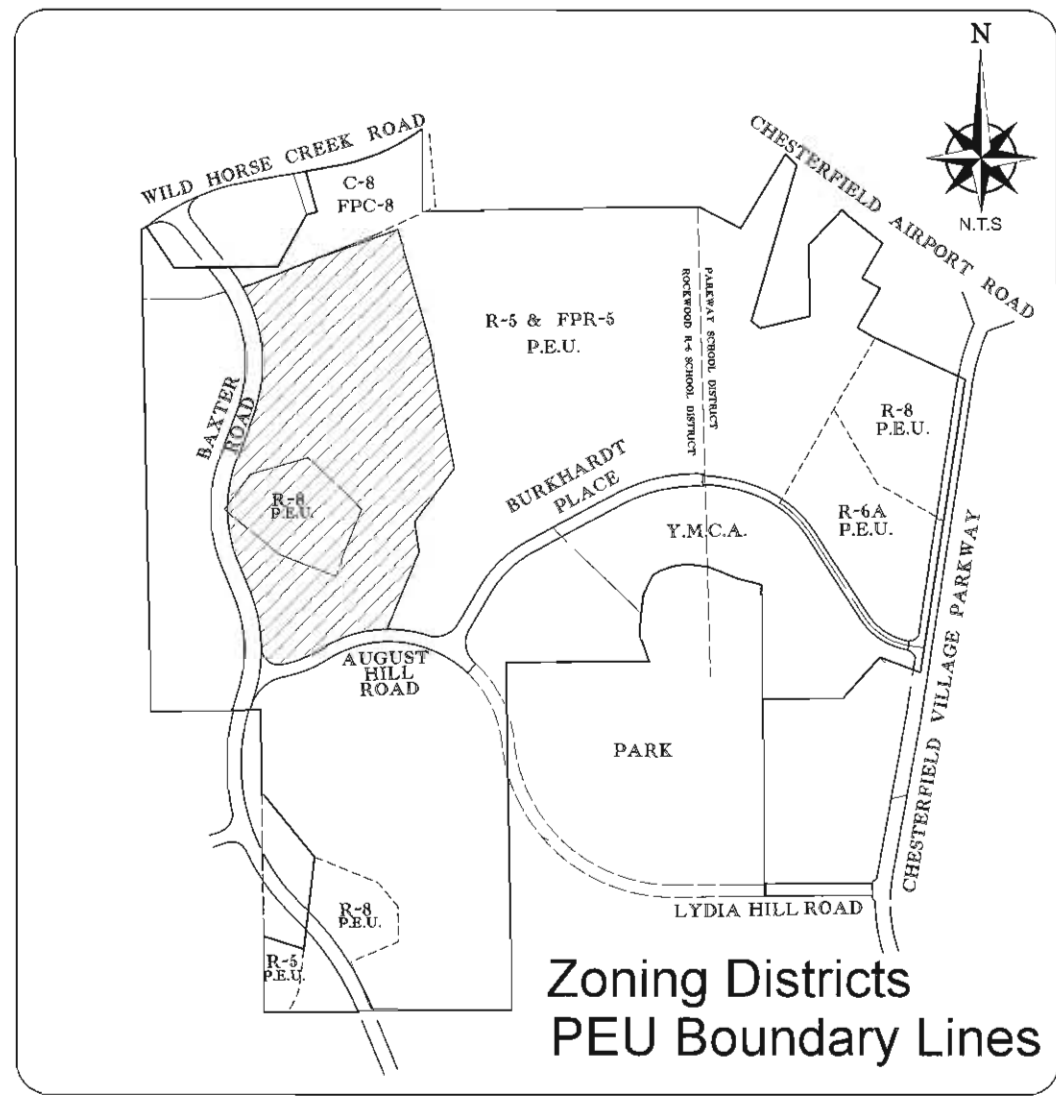 N
N.T.S
WILD HORSE CREEK ROAD
CHESTERFIELD AIRPORT ROAD
C-8
FPC-8
R-5 & FPR-5
P.E.U.
PARKWAY SCHOOL DISTRICT
ROCKWOOD R-6 SCHOOL DISTRICT
BAXTER
ROAD
R-8
P.E.U.
R-8
P.E.U.
BURKHARDT
PLACE
Y.M.C.A.
R-6A
P.E.U.
AUGUST
HILL
ROAD
CHESTERFIELD VILLAGE PARKWAY
PARK
R-8
P.E.U.
LYDIA HILL ROAD
R-5
P.E.U.
Zoning Districts
PEU Boundary Lines